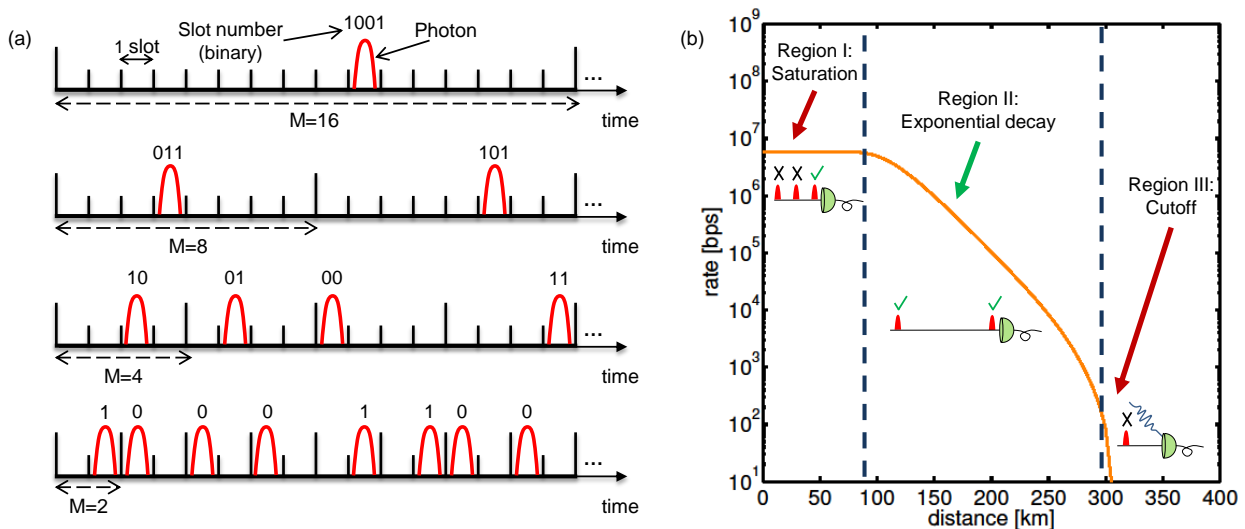 (a)
Slot number
(binary)
1001
Photon
1 slot
...
M=16
time
011
101
...
M=8
time
10
01
00
11
...
M=4
time
1 0 0 0 1 1 0 0
...
M=2
time
(b)
rate [bps]
10^9
10^8
10^7
10^6
10^5
10^4
10^3
10^2
10^1
Region I:
Saturation
Region II:
Exponential decay
Region III:
Cutoff
X X ✓
✓ ✓
X
0 50 100 150 200 250 300 350 400
distance [km]